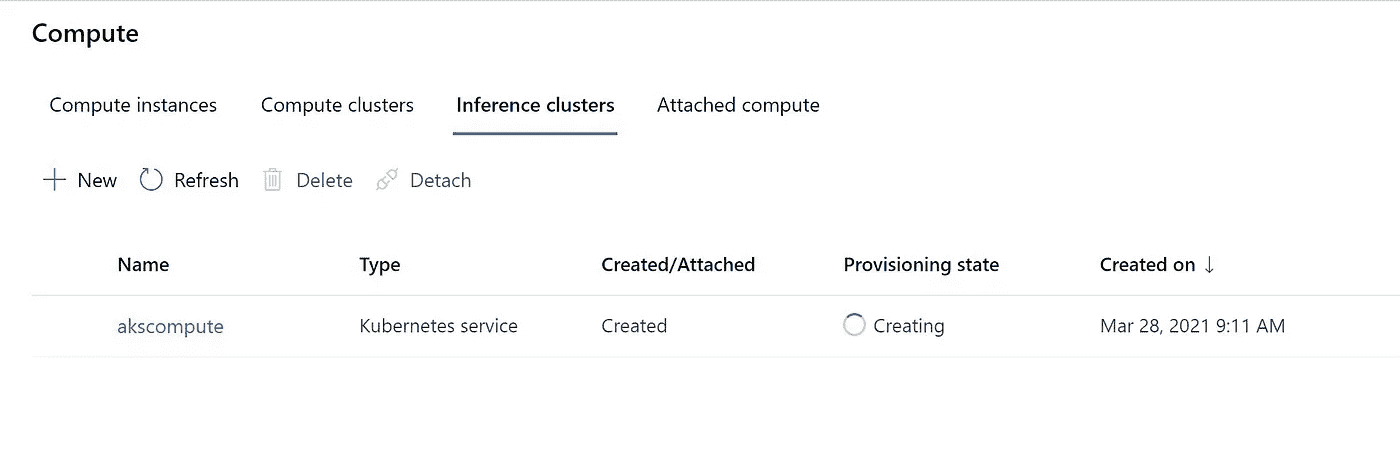 Compute
Compute instances Compute clusters Inference clusters Attached compute
New Refresh Delete Detach
Name Type Created/Attached Provisioning state Created on ↓
akscompute Kubernetes service Created Creating Mar 28, 2021 9:11 AM